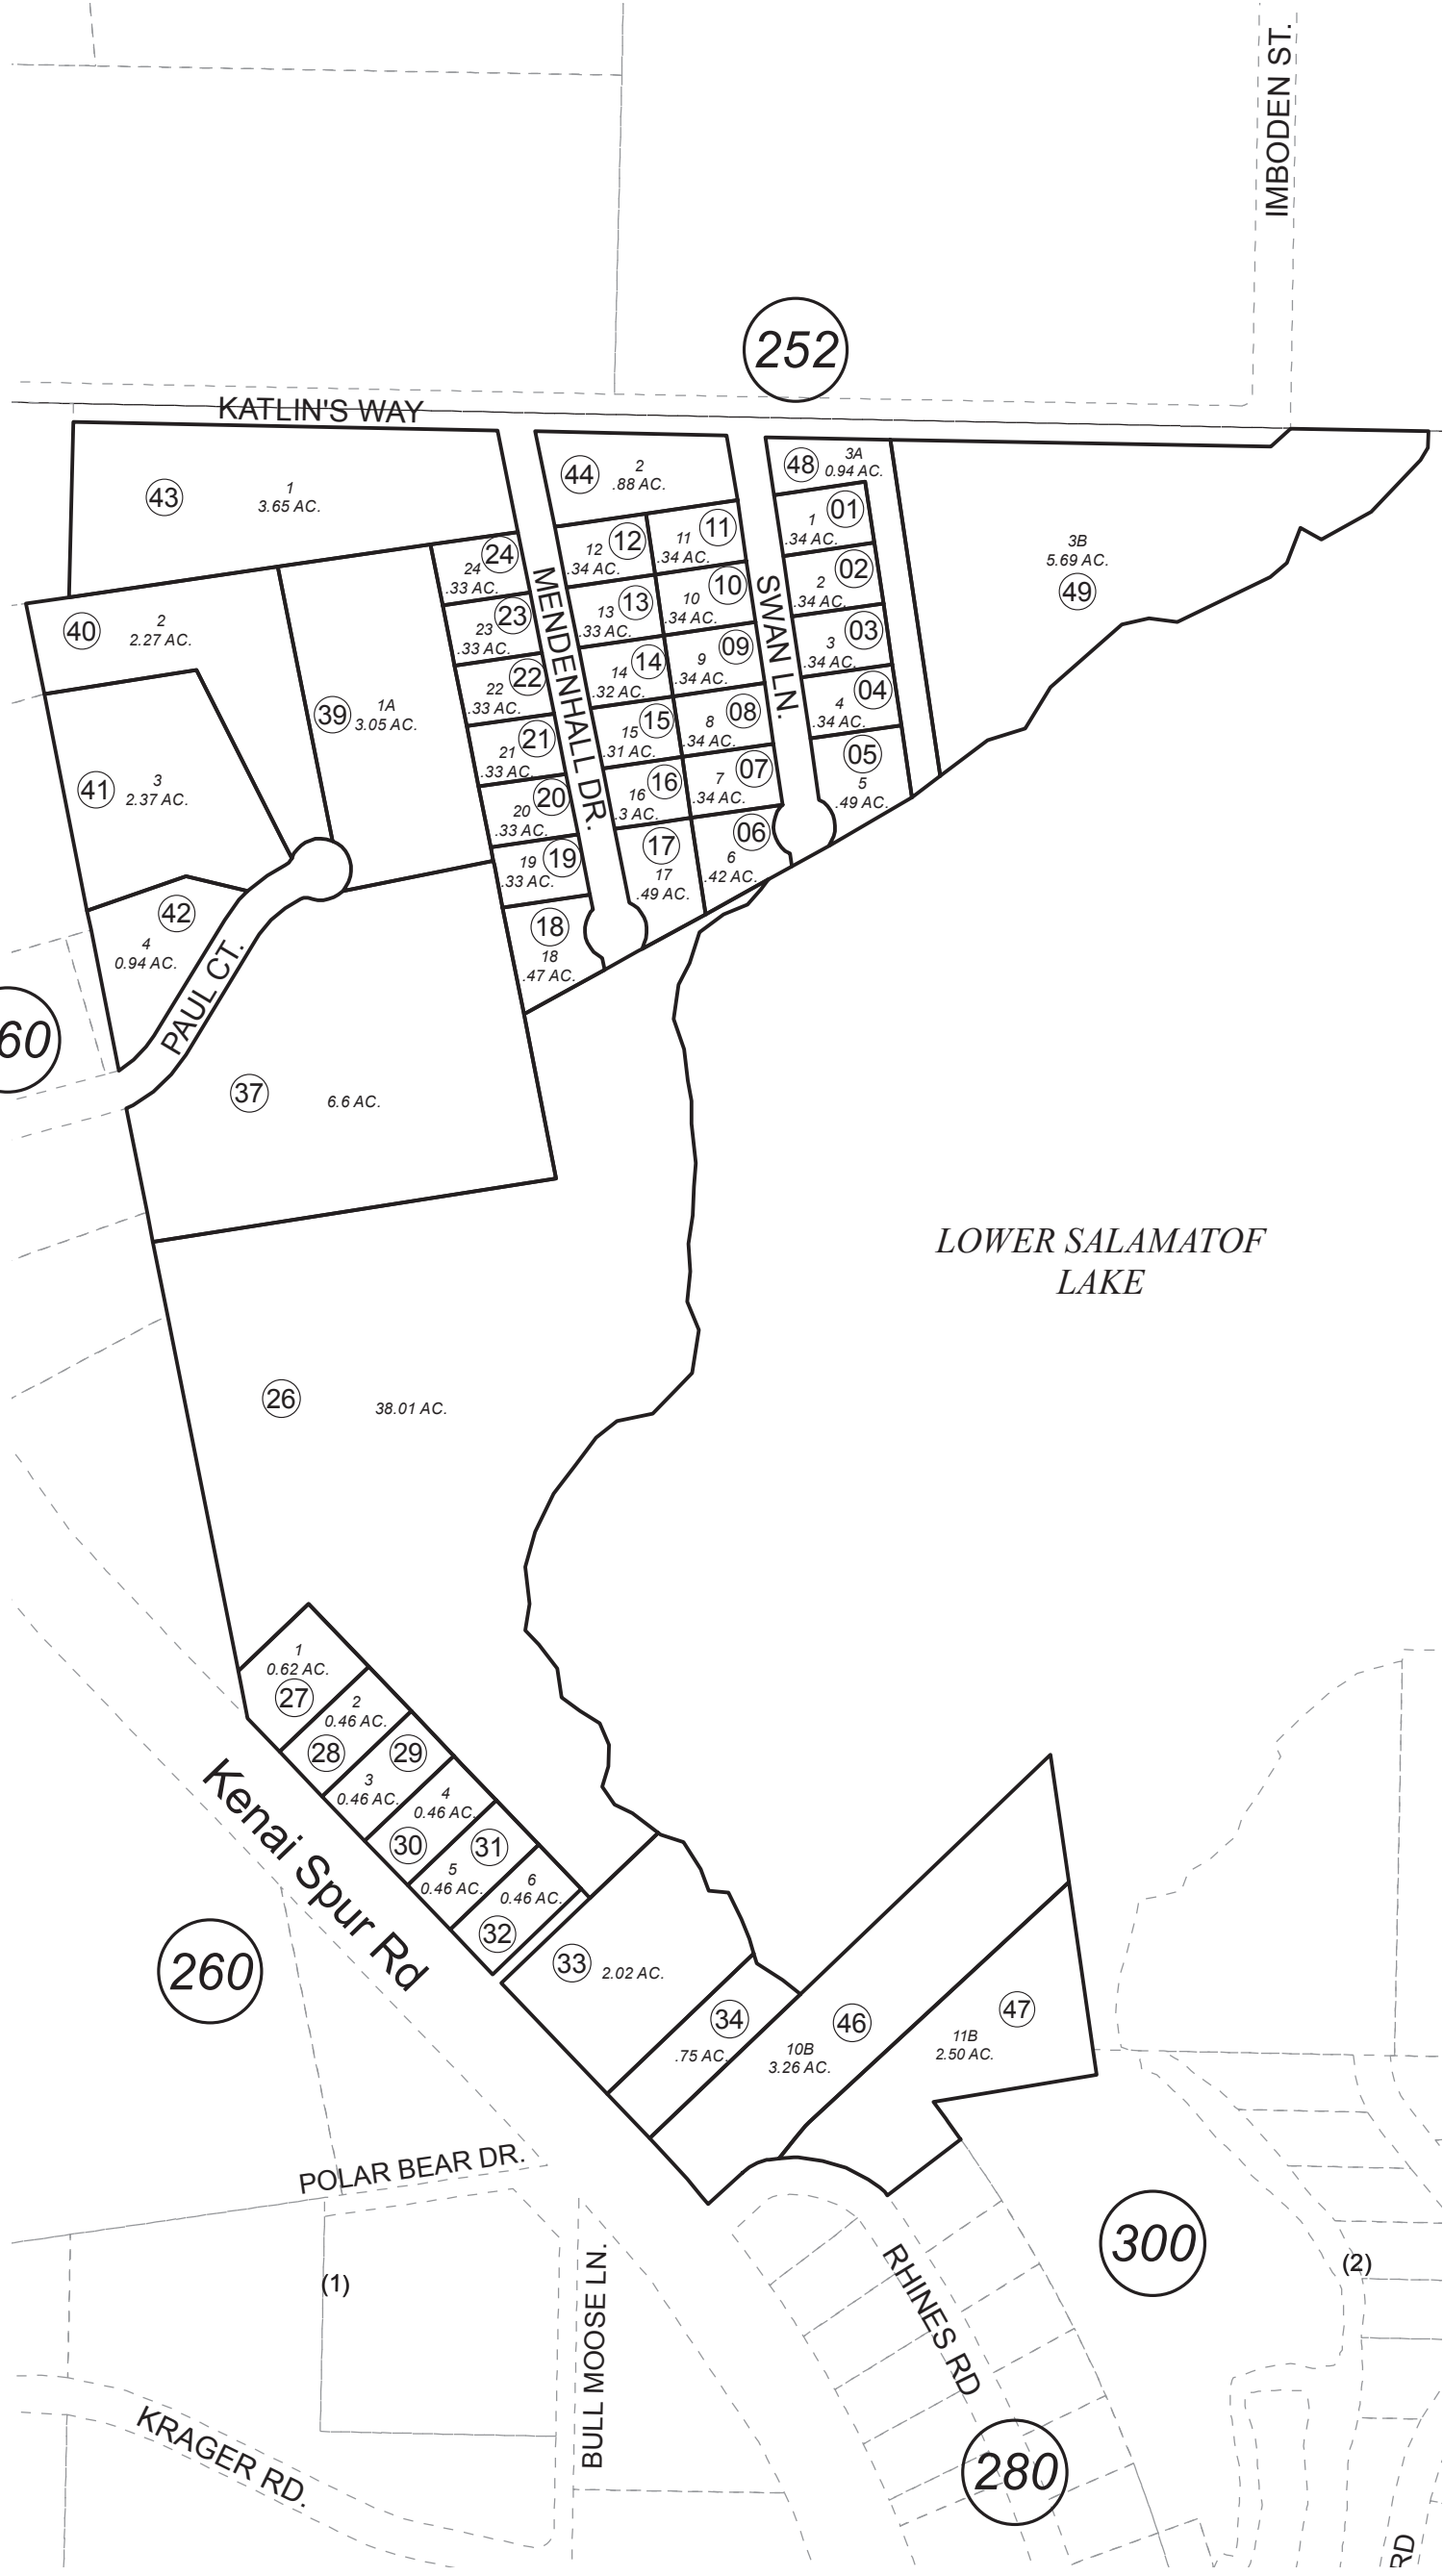 IMBODEN ST.
252
KATLIN'S WAY
43
1
3.65 AC.
44
2
.88 AC.
48
3A
0.94 AC.
3B
5.69 AC.
49
24
24
.33 AC.
12
12
.34 AC.
11
11
.34 AC.
1
01
.34 AC.
23
23
.33 AC.
13
13
.33 AC.
10
10
.34 AC.
2
02
.34 AC.
22
22
.33 AC.
14
14
.32 AC.
9
09
.34 AC.
3
03
.34 AC.
21
21
.33 AC.
15
15
.31 AC.
8
08
.34 AC.
4
04
.34 AC.
20
20
.33 AC.
16
16
.3 AC.
7
07
.34 AC.
05
5
.49 AC.
19
19
.33 AC.
17
17
.49 AC.
06
6
.42 AC.
18
18
.47 AC.
MENDENHALL DR.
SWAN LN.
40
2
2.27 AC.
39
1A
3.05 AC.
41
3
2.37 AC.
42
4
0.94 AC.
PAUL CT.
60
37
6.6 AC.
LOWER SALAMATOF
LAKE
26
38.01 AC.
1
0.62 AC.
27
2
0.46 AC.
28
29
3
0.46 AC.
4
0.46 AC.
30
31
5
0.46 AC.
6
0.46 AC.
32
Kenai Spur Rd
260
33
2.02 AC.
34
.75 AC.
46
10B
3.26 AC.
47
11B
2.50 AC.
POLAR BEAR DR.
(1)
BULL MOOSE LN.
RHINES RD
300
(2)
KRAGER RD.
280
RD